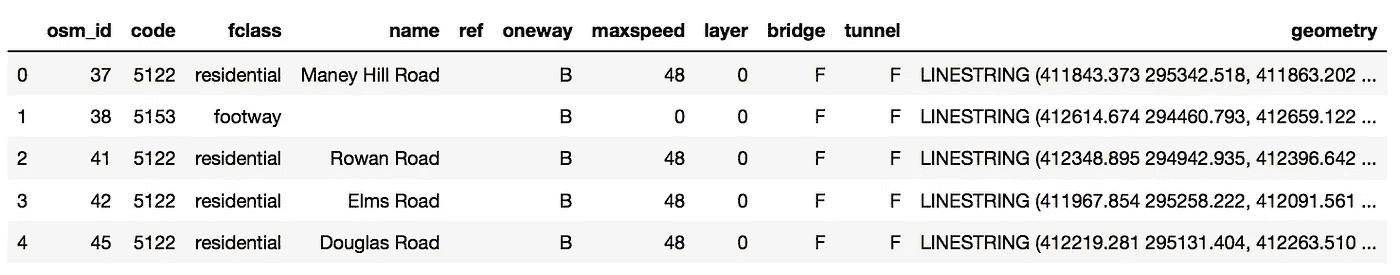 osm_id code fclass name ref oneway maxspeed layer bridge tunnel geometry
0 37 5122 residential Maney Hill Road B 48 0 F F LINESTRING (411843.373 295342.518, 411863.202 ...
1 38 5153 footway B 0 0 F F LINESTRING (412614.674 294460.793, 412659.122 ...
2 41 5122 residential Rowan Road B 48 0 F F LINESTRING (412348.895 294942.935, 412396.642 ...
3 42 5122 residential Elms Road B 48 0 F F LINESTRING (411967.854 295258.222, 412091.561 ...
4 45 5122 residential Douglas Road B 48 0 F F LINESTRING (412219.281 295131.404, 412263.510 ...